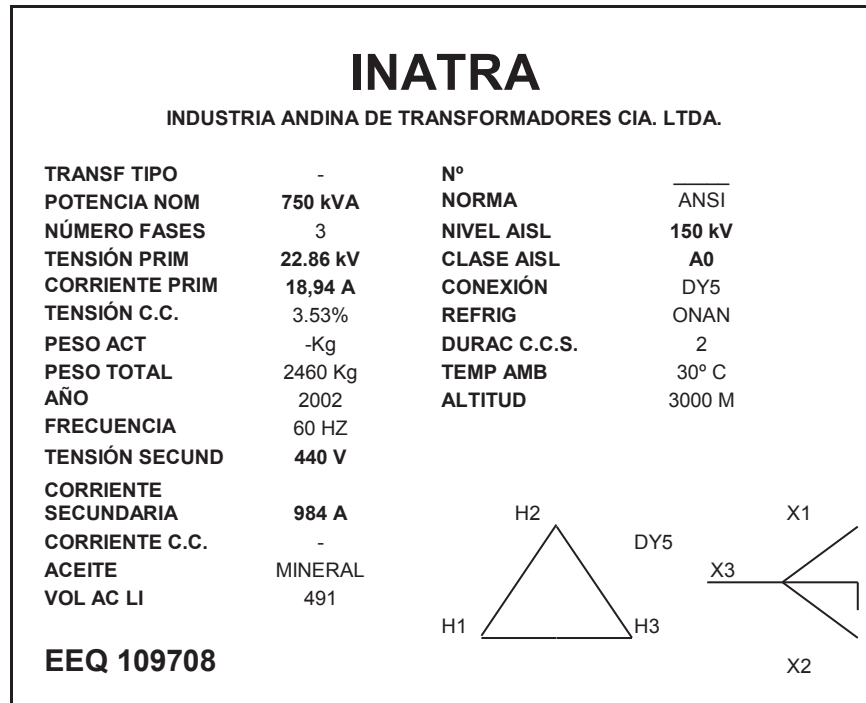 INATRA
INDUSTRIA ANDINA DE TRANSFORMADORES CIA. LTDA.
TRANSF TIPO -
POTENCIA NOM 750 kVA
NÚMERO FASES 3
TENSIÓN PRIM 22.86 kV
CORRIENTE PRIM 18,94 A
TENSIÓN C.C. 3.53%
PESO ACT -Kg
PESO TOTAL 2460 Kg
AÑO 2002
FRECUENCIA 60 HZ
TENSIÓN SECUND 440 V
CORRIENTE
SECUNDARIA 984 A
CORRIENTE C.C. -
ACEITE MINERAL
VOL AC LI 491
EEQ 109708
Nº _____
NORMA ANSI
NIVEL AISL 150 kV
CLASE AISL A0
CONEXIÓN DY5
REFRIG ONAN
DURAC C.C.S. 2
TEMP AMB 30º C
ALTITUD 3000 M
H2
DY5
H1 H3
X1
X3
X2